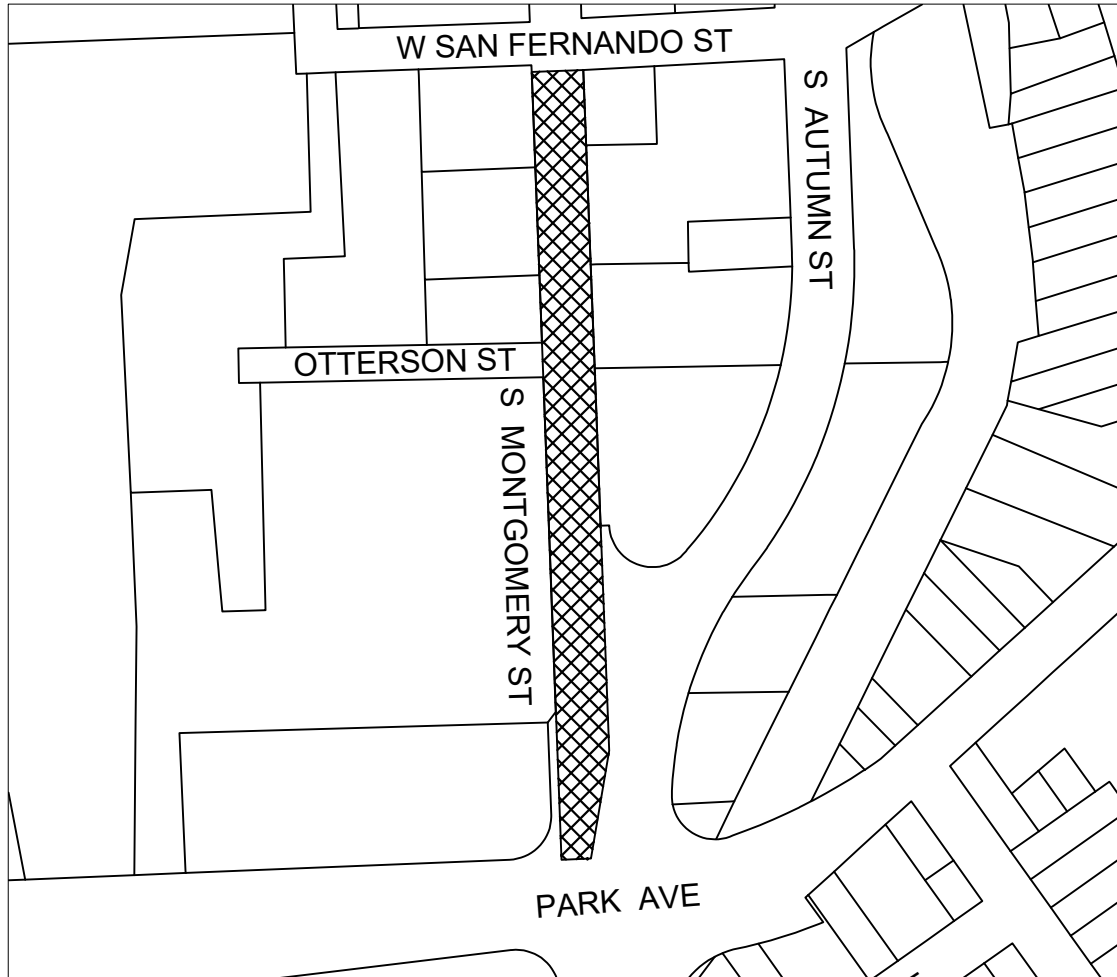 W SAN FERNANDO ST
S AUTUMN ST
OTTERSON ST
S MONTGOMERY ST
PARK AVE